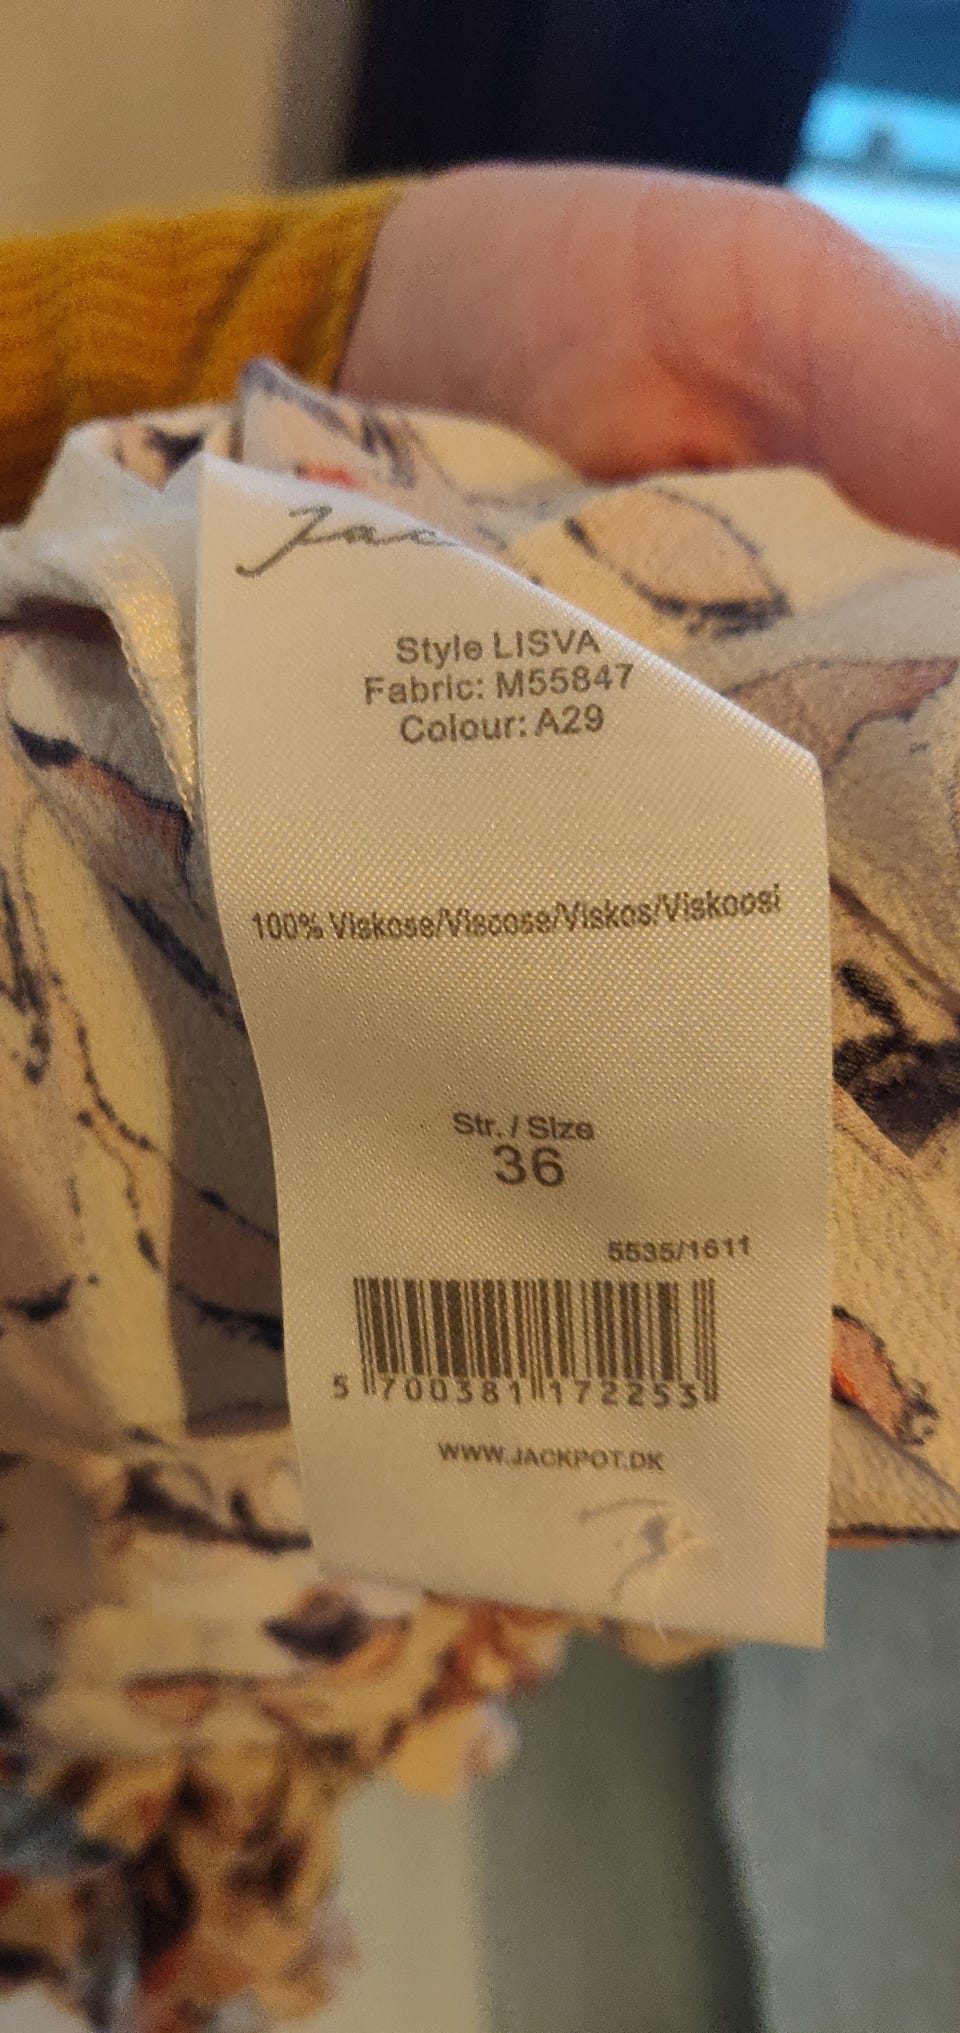 Jac
Style LISVA
Fabric: M55847
Colour: A29
100% Viskose/Viscose/Viskos/Viskoosi
Str. / Size
36
5535/1611
5 700381 172253
WWW.JACKPOT.DK